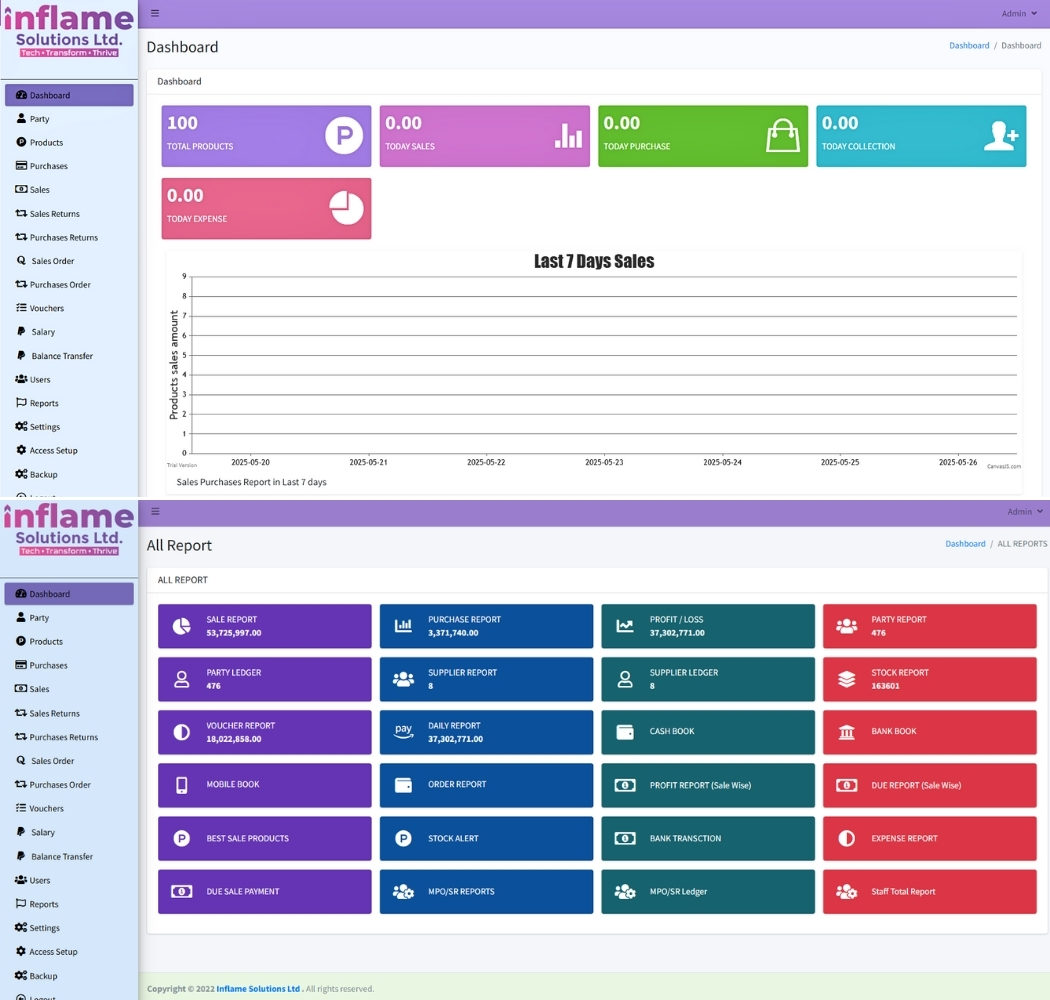 inflame
Solutions Ltd.
Tech • Transform • Thrive
Admin
Dashboard
Dashboard / Dashboard
Dashboard
Dashboard
Party
Products
Purchases
Sales
Sales Returns
Purchases Returns
Sales Order
Purchases Order
Vouchers
Salary
Balance Transfer
Users
Reports
Settings
Access Setup
Backup
100
TOTAL PRODUCTS
0.00
TODAY SALES
0.00
TODAY PURCHASE
0.00
TODAY COLLECTION
0.00
TODAY EXPENSE
Last 7 Days Sales
Products sales amount
9
8
7
6
5
4
3
2
1
0
2025-05-20 2025-05-21 2025-05-22 2025-05-23 2025-05-24 2025-05-25 2025-05-26
Trial Version
CanvasJS.com
Sales Purchases Report in Last 7 days
inflame
Solutions Ltd.
Tech • Transform • Thrive
Admin
All Report
Dashboard / ALL REPORTS
Dashboard
Party
Products
Purchases
Sales
Sales Returns
Purchases Returns
Sales Order
Purchases Order
Vouchers
Salary
Balance Transfer
Users
Reports
Settings
Access Setup
Backup
Logout
ALL REPORT
SALE REPORT
53,725,997.00
PURCHASE REPORT
3,371,740.00
PROFIT / LOSS
37,302,771.00
PARTY REPORT
476
PARTY LEDGER
476
SUPPLIER REPORT
8
SUPPLIER LEDGER
8
STOCK REPORT
163601
VOUCHER REPORT
18,022,858.00
pay
DAILY REPORT
37,302,771.00
CASH BOOK
BANK BOOK
MOBILE BOOK
ORDER REPORT
PROFIT REPORT (Sale Wise)
DUE REPORT (Sale Wise)
BEST SALE PRODUCTS
STOCK ALERT
BANK TRANSCTION
EXPENSE REPORT
DUE SALE PAYMENT
MPO/SR REPORTS
MPO/SR Ledger
Staff Total Report
Copyright © 2022 Inflame Solutions Ltd . All rights reserved.